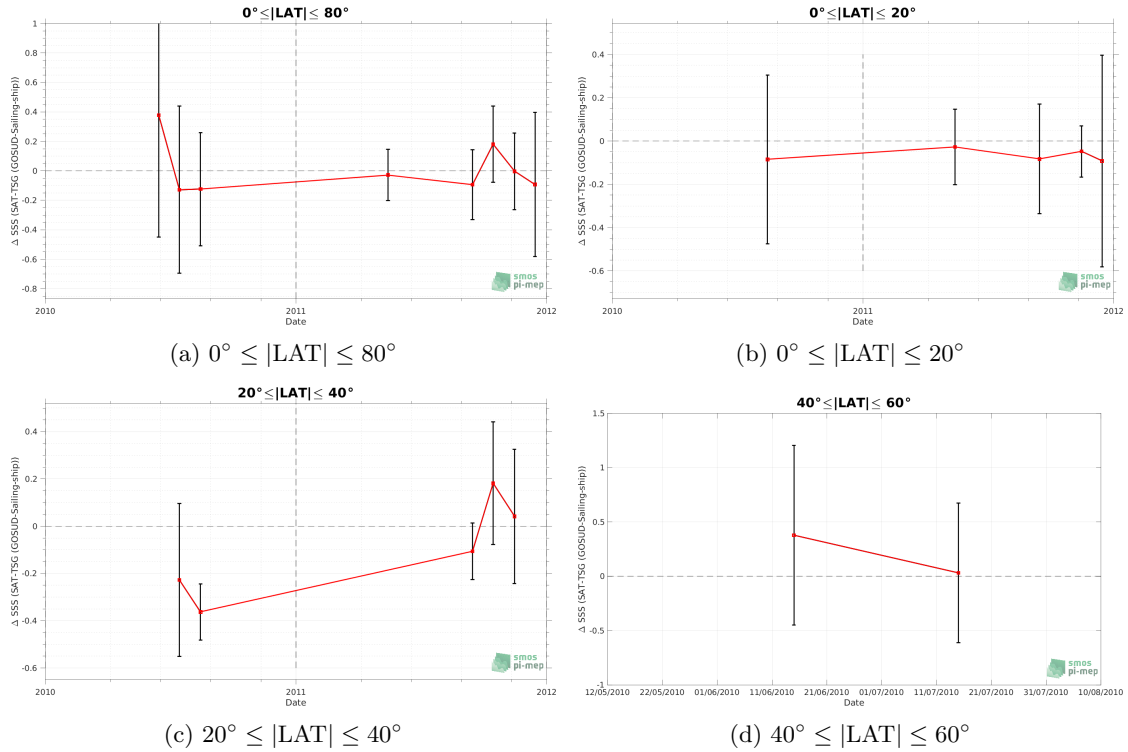 0°≤|LAT|≤ 80°
Δ SSS (SAT-TSG (GOSUD-Sailing-ship))
1
0.8
0.6
0.4
0.2
0
-0.2
-0.4
-0.6
-0.8
2010
2011
2012
Date
smos
pi-mep
(a) 0° ≤ |LAT| ≤ 80°
0°≤|LAT|≤ 20°
Δ SSS (SAT-TSG (GOSUD-Sailing-ship))
0.4
0.2
0
-0.2
-0.4
-0.6
2010
2011
2012
Date
smos
pi-mep
(b) 0° ≤ |LAT| ≤ 20°
20°≤|LAT|≤ 40°
Δ SSS (SAT-TSG (GOSUD-Sailing-ship))
0.4
0.2
0
-0.2
-0.4
-0.6
2010
2011
2012
Date
smos
pi-mep
(c) 20° ≤ |LAT| ≤ 40°
40°≤|LAT|≤ 60°
Δ SSS (SAT-TSG (GOSUD-Sailing-ship))
1.5
1
0.5
0
-0.5
-1
12/05/2010 22/05/2010 01/06/2010 11/06/2010 21/06/2010 01/07/2010 11/07/2010 21/07/2010 31/07/2010 10/08/2010
Date
smos
pi-mep
(d) 40° ≤ |LAT| ≤ 60°